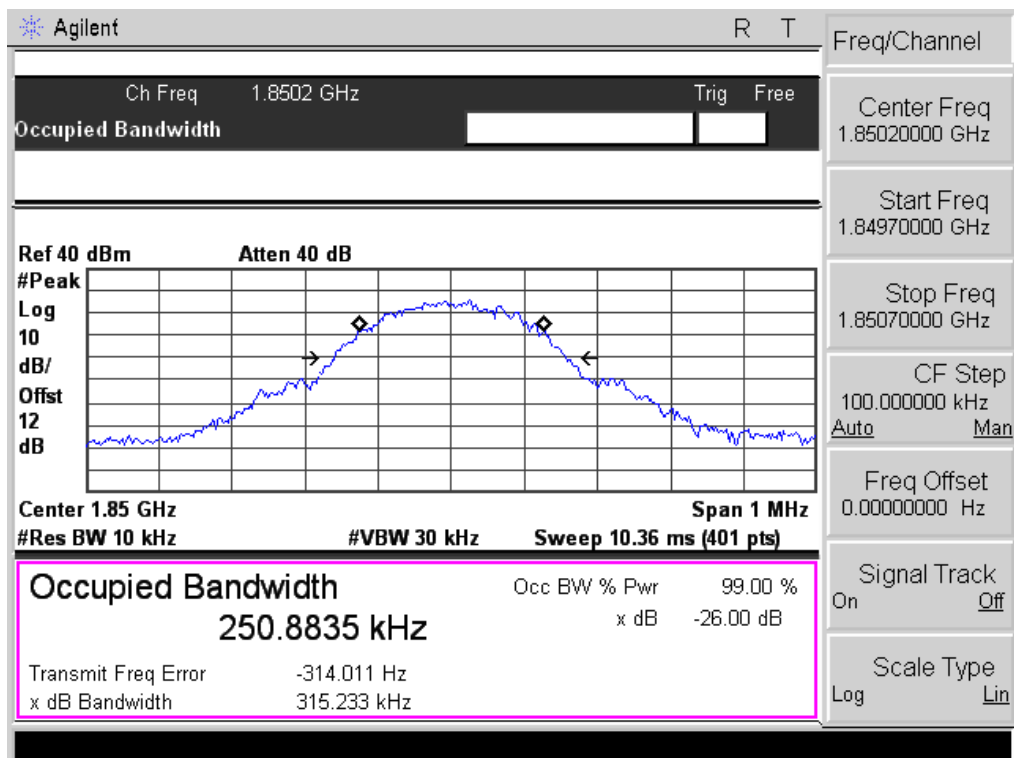 Agilent R T
Freq/Channel
Ch Freq 1.8502 GHz Trig Free
Occupied Bandwidth
Center Freq
1.85020000 GHz
Start Freq
1.84970000 GHz
Stop Freq
1.85070000 GHz
CF Step
100.000000 kHz
Auto Man
Freq Offset
0.00000000 Hz
Signal Track
On Off
Scale Type
Log Lin
Ref 40 dBm Atten 40 dB
#Peak
Log
10
dB/
Offst
12
dB
Center 1.85 GHz Span 1 MHz
#Res BW 10 kHz #VBW 30 kHz Sweep 10.36 ms (401 pts)
Occupied Bandwidth
250.8835 kHz
Occ BW % Pwr 99.00 %
x dB -26.00 dB
Transmit Freq Error -314.011 Hz
x dB Bandwidth 315.233 kHz